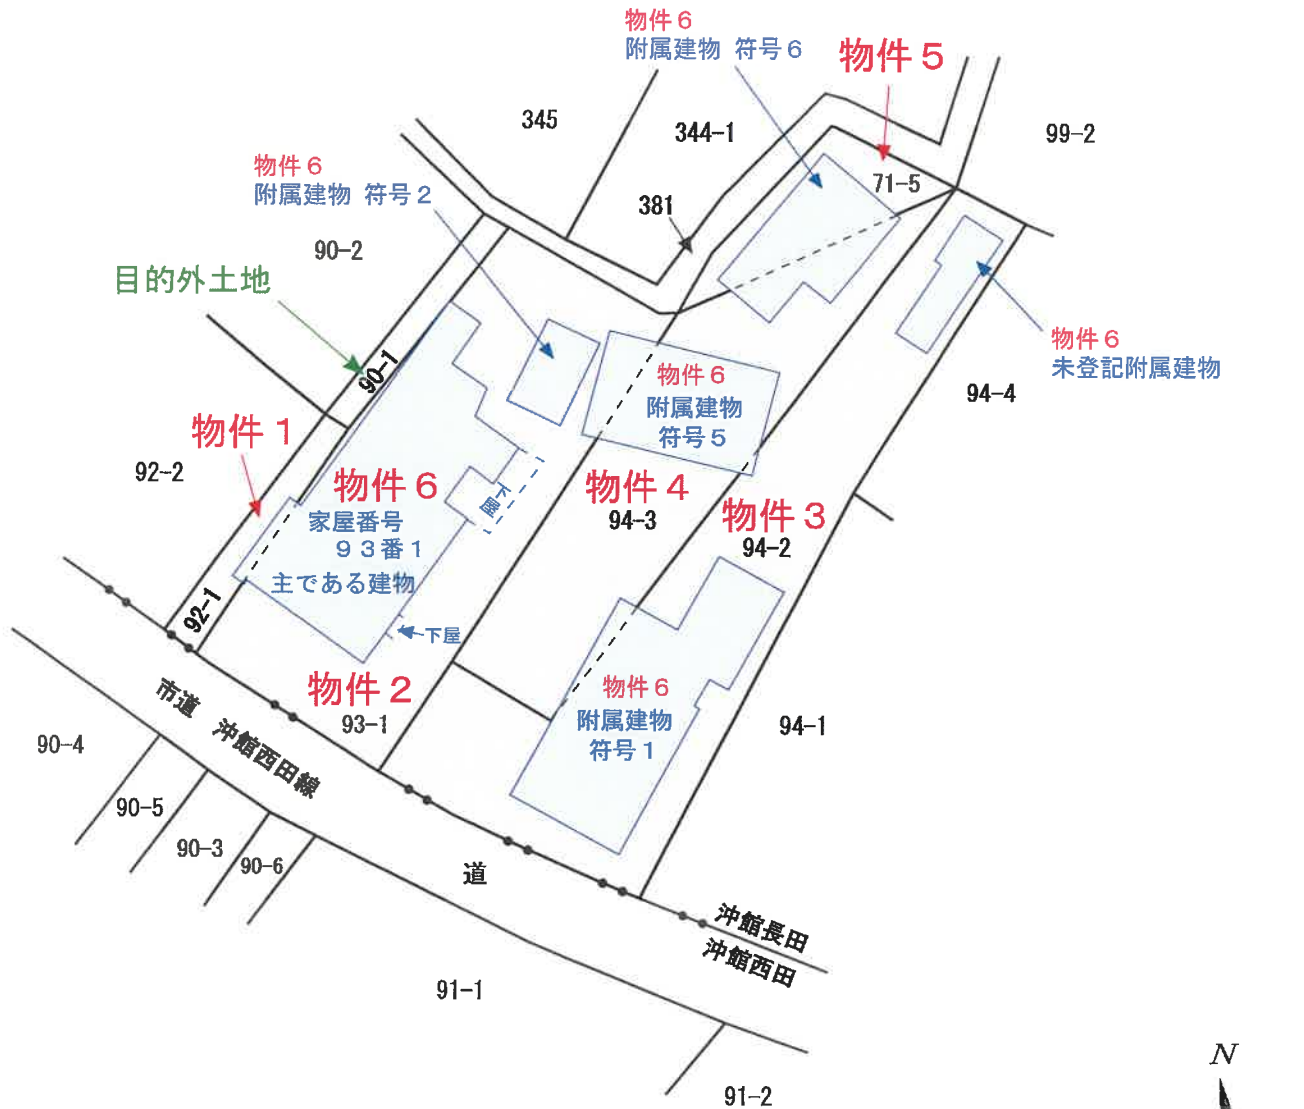 物件６
附属建物 符号６
物件５
345
344-1
99-2
物件６
附属建物 符号２
71-5
381
90-2
目的外土地
物件６
未登記附属建物
90-1
物件６
附属建物
符号５
94-4
物件１
92-2
物件６
家屋番号
９３番１
主である建物
下屋
物件４
94-3
物件３
94-2
92-1
下屋
物件２
93-1
物件６
附属建物
符号１
94-1
市道 沖館西田線
90-4
90-5
90-3
90-6
道
沖館長田
沖館西田
91-1
91-2
N